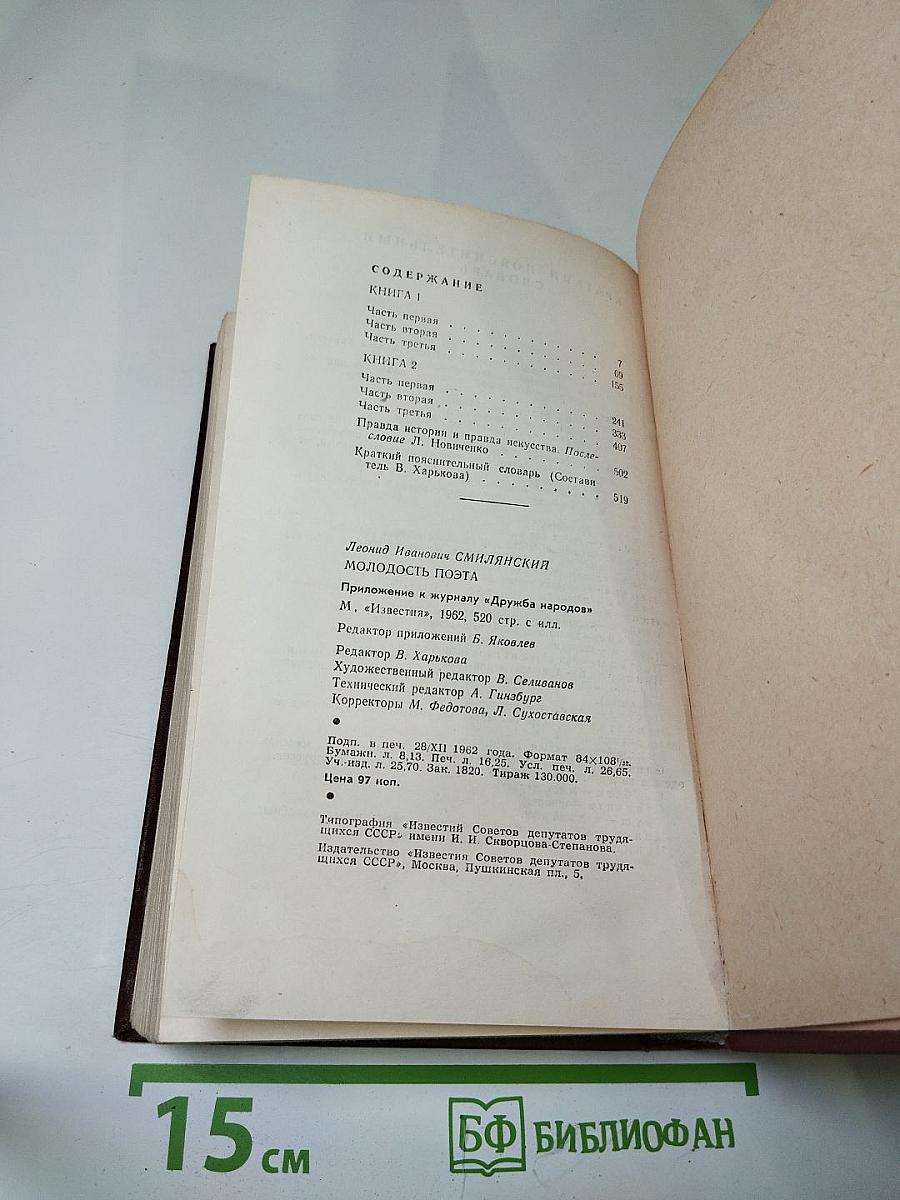 СОДЕРЖАНИЕ
КНИГА 1
Часть первая . . . . . . . . . . 7
Часть вторая . . . . . . . . . . 69
Часть третья . . . . . . . . . . 155
КНИГА 2
Часть первая . . . . . . . . . . 241
Часть вторая . . . . . . . . . . 333
Часть третья . . . . . . . . . . 407
Правда истории и правда искусства. После-
словие Л. Новиченко . . . . . . . 502
Краткий пояснительный словарь (Состави-
тель В. Харькова) . . . . . . . . . 519
Леонид Иванович СМИЛЯНСКИЙ
МОЛОДОСТЬ ПОЭТА
Приложение к журналу «Дружба народов»
М., «Известия», 1962, 520 стр. с илл.
Редактор приложений Б. Яковлев
Редактор В. Харькова
Художественный редактор В. Селиванов
Технический редактор А. Гинзбург
Корректоры М. Федотова, Л. Сухоставская
Подп. в печ. 28/XII 1962 года. Формат 84×108¹/₃₂.
Бумажн. л. 8,13. Печ. л. 16,25. Усл. печ. л. 26,65.
Уч.-изд. л. 25,70. Зак. 1820. Тираж 130.000.
Цена 97 коп.
Типография «Известий Советов депутатов трудя-
щихся СССР» имени И. И. Скворцова-Степанова.
Издательство «Известия Советов депутатов трудя-
щихся СССР», Москва, Пушкинская пл., 5.
15 см
БФ БИБЛИОФАН